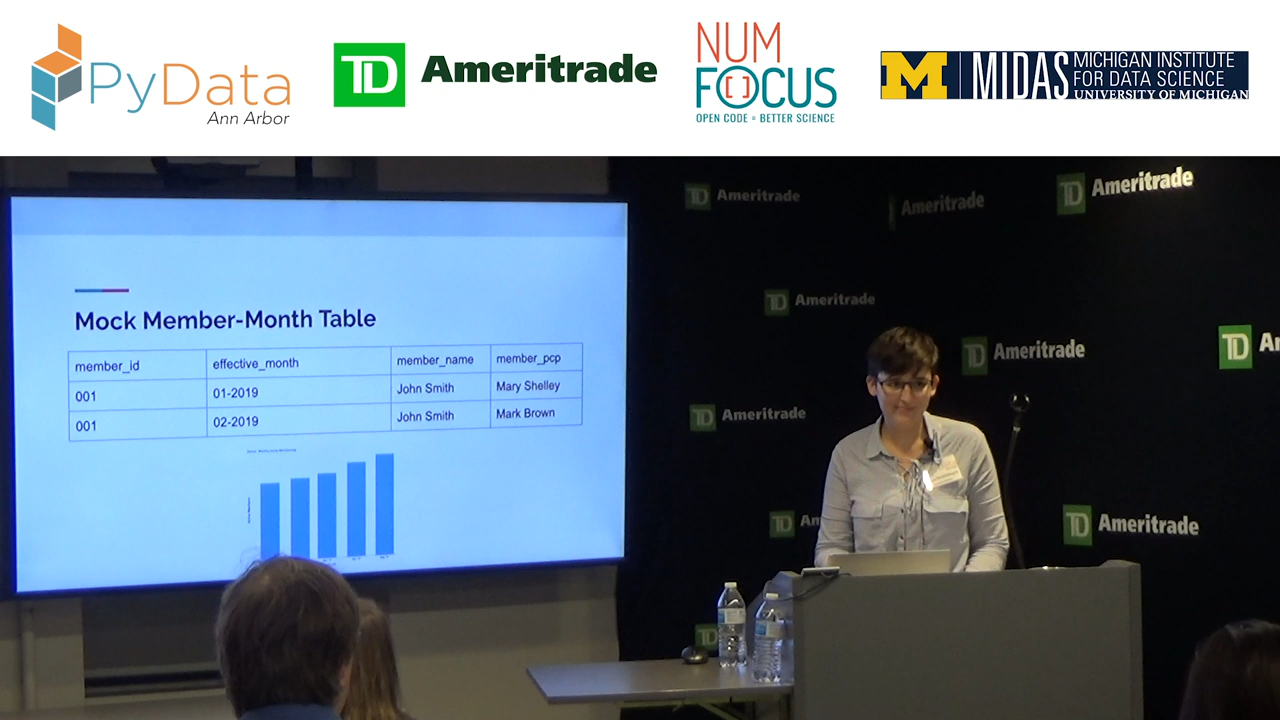 PyData
Ann Arbor
TD Ameritrade
NUM
FOCUS
OPEN CODE = BETTER SCIENCE
M MIDAS
MICHIGAN INSTITUTE
FOR DATA SCIENCE
UNIVERSITY OF MICHIGAN
Mock Member-Month Table
member_id effective_month member_name member_pcp
001 01-2019 John Smith Mary Shelley
001 02-2019 John Smith Mark Brown
TD Ameritrade
Ameritrade
TD Ameritrade
TD Ameritrade
TD Ameritrade
TD A
TD Ameritrade
TD Am
TD Ameritrade
TD